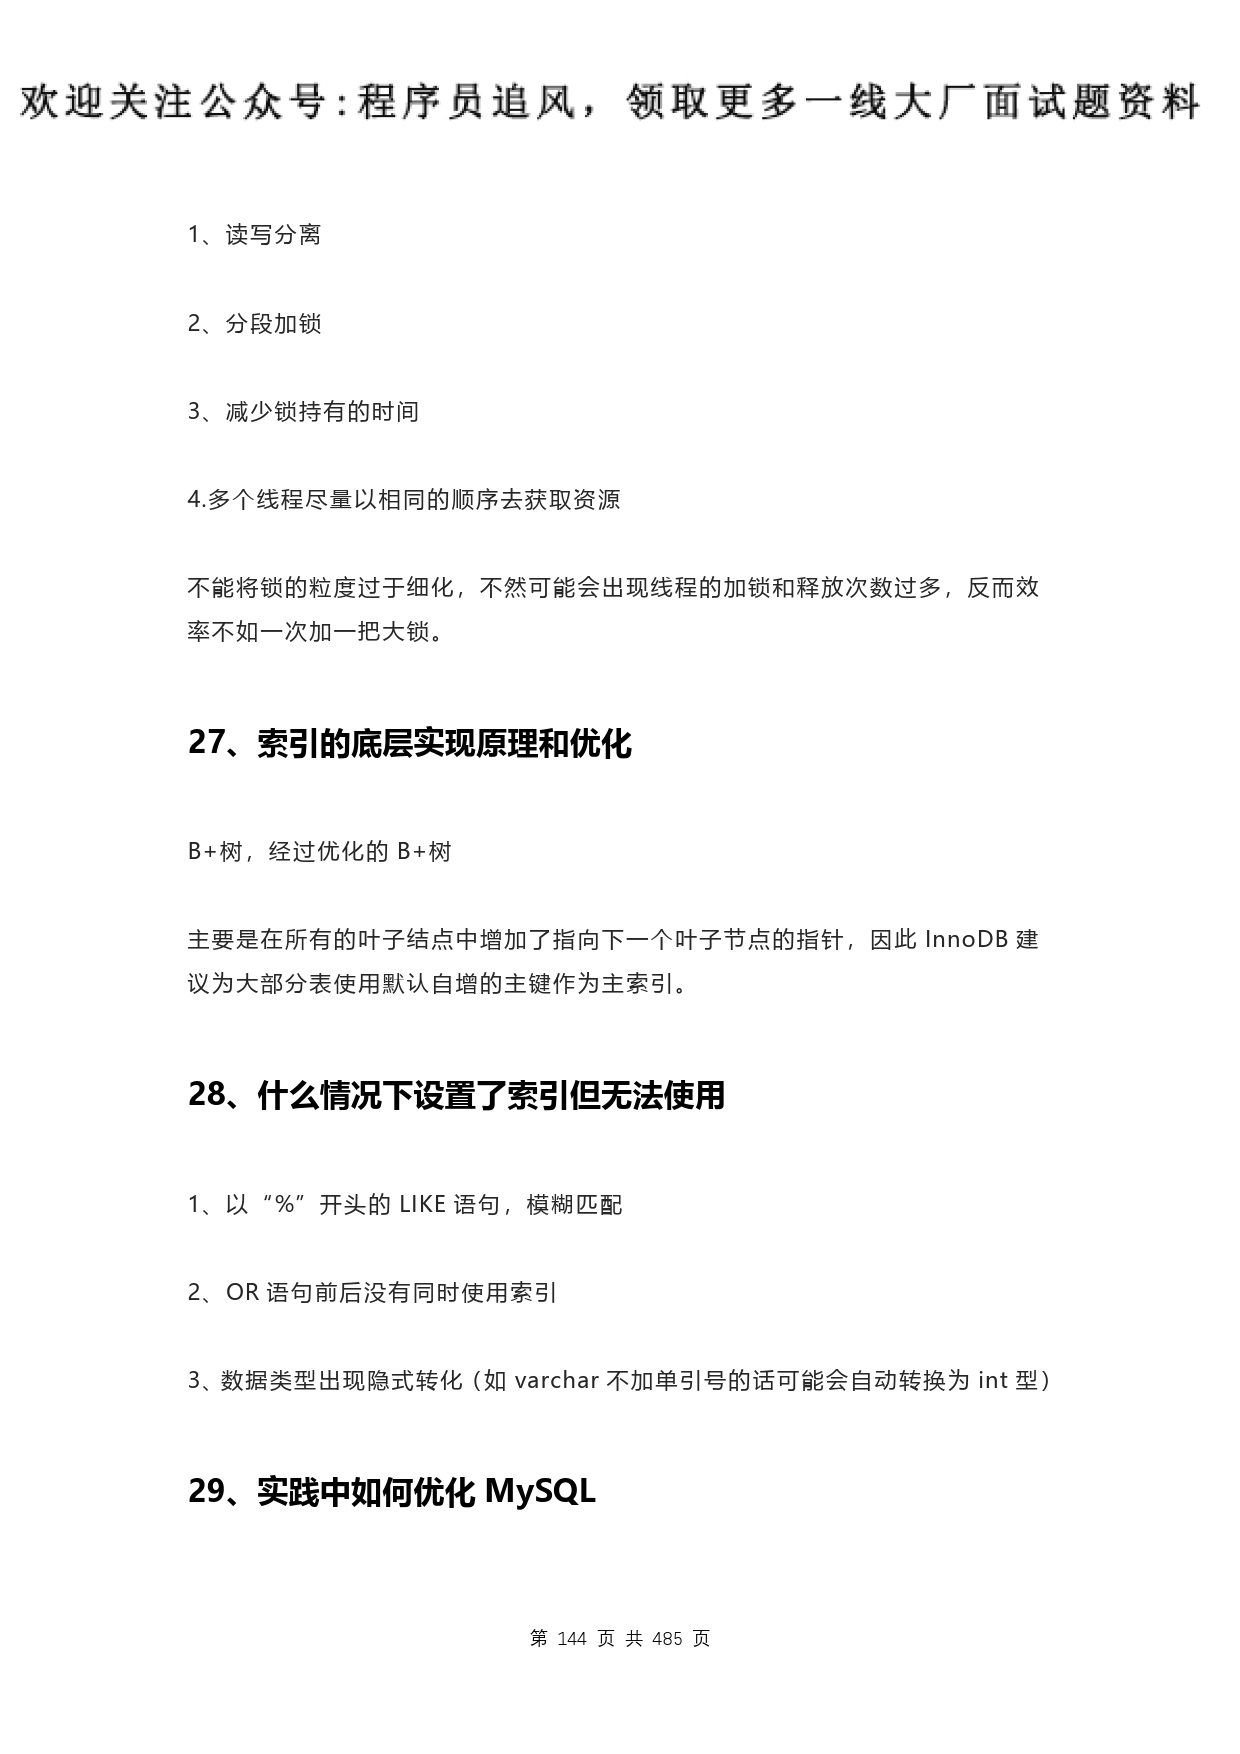 欢迎关注公众号:程序员追风，领取更多一线大厂面试题资料
1、读写分离
2、分段加锁
3、减少锁持有的时间
4.多个线程尽量以相同的顺序去获取资源
不能将锁的粒度过于细化，不然可能会出现线程的加锁和释放次数过多，反而效
率不如一次加一把大锁。
27、索引的底层实现原理和优化
B+树，经过优化的 B+树
主要是在所有的叶子结点中增加了指向下一个叶子节点的指针，因此 InnoDB 建
议为大部分表使用默认自增的主键作为主索引。
28、什么情况下设置了索引但无法使用
1、以“%”开头的 LIKE 语句，模糊匹配
2、OR 语句前后没有同时使用索引
3、数据类型出现隐式转化（如 varchar 不加单引号的话可能会自动转换为 int 型）
29、实践中如何优化 MySQL
第 144 页 共 485 页